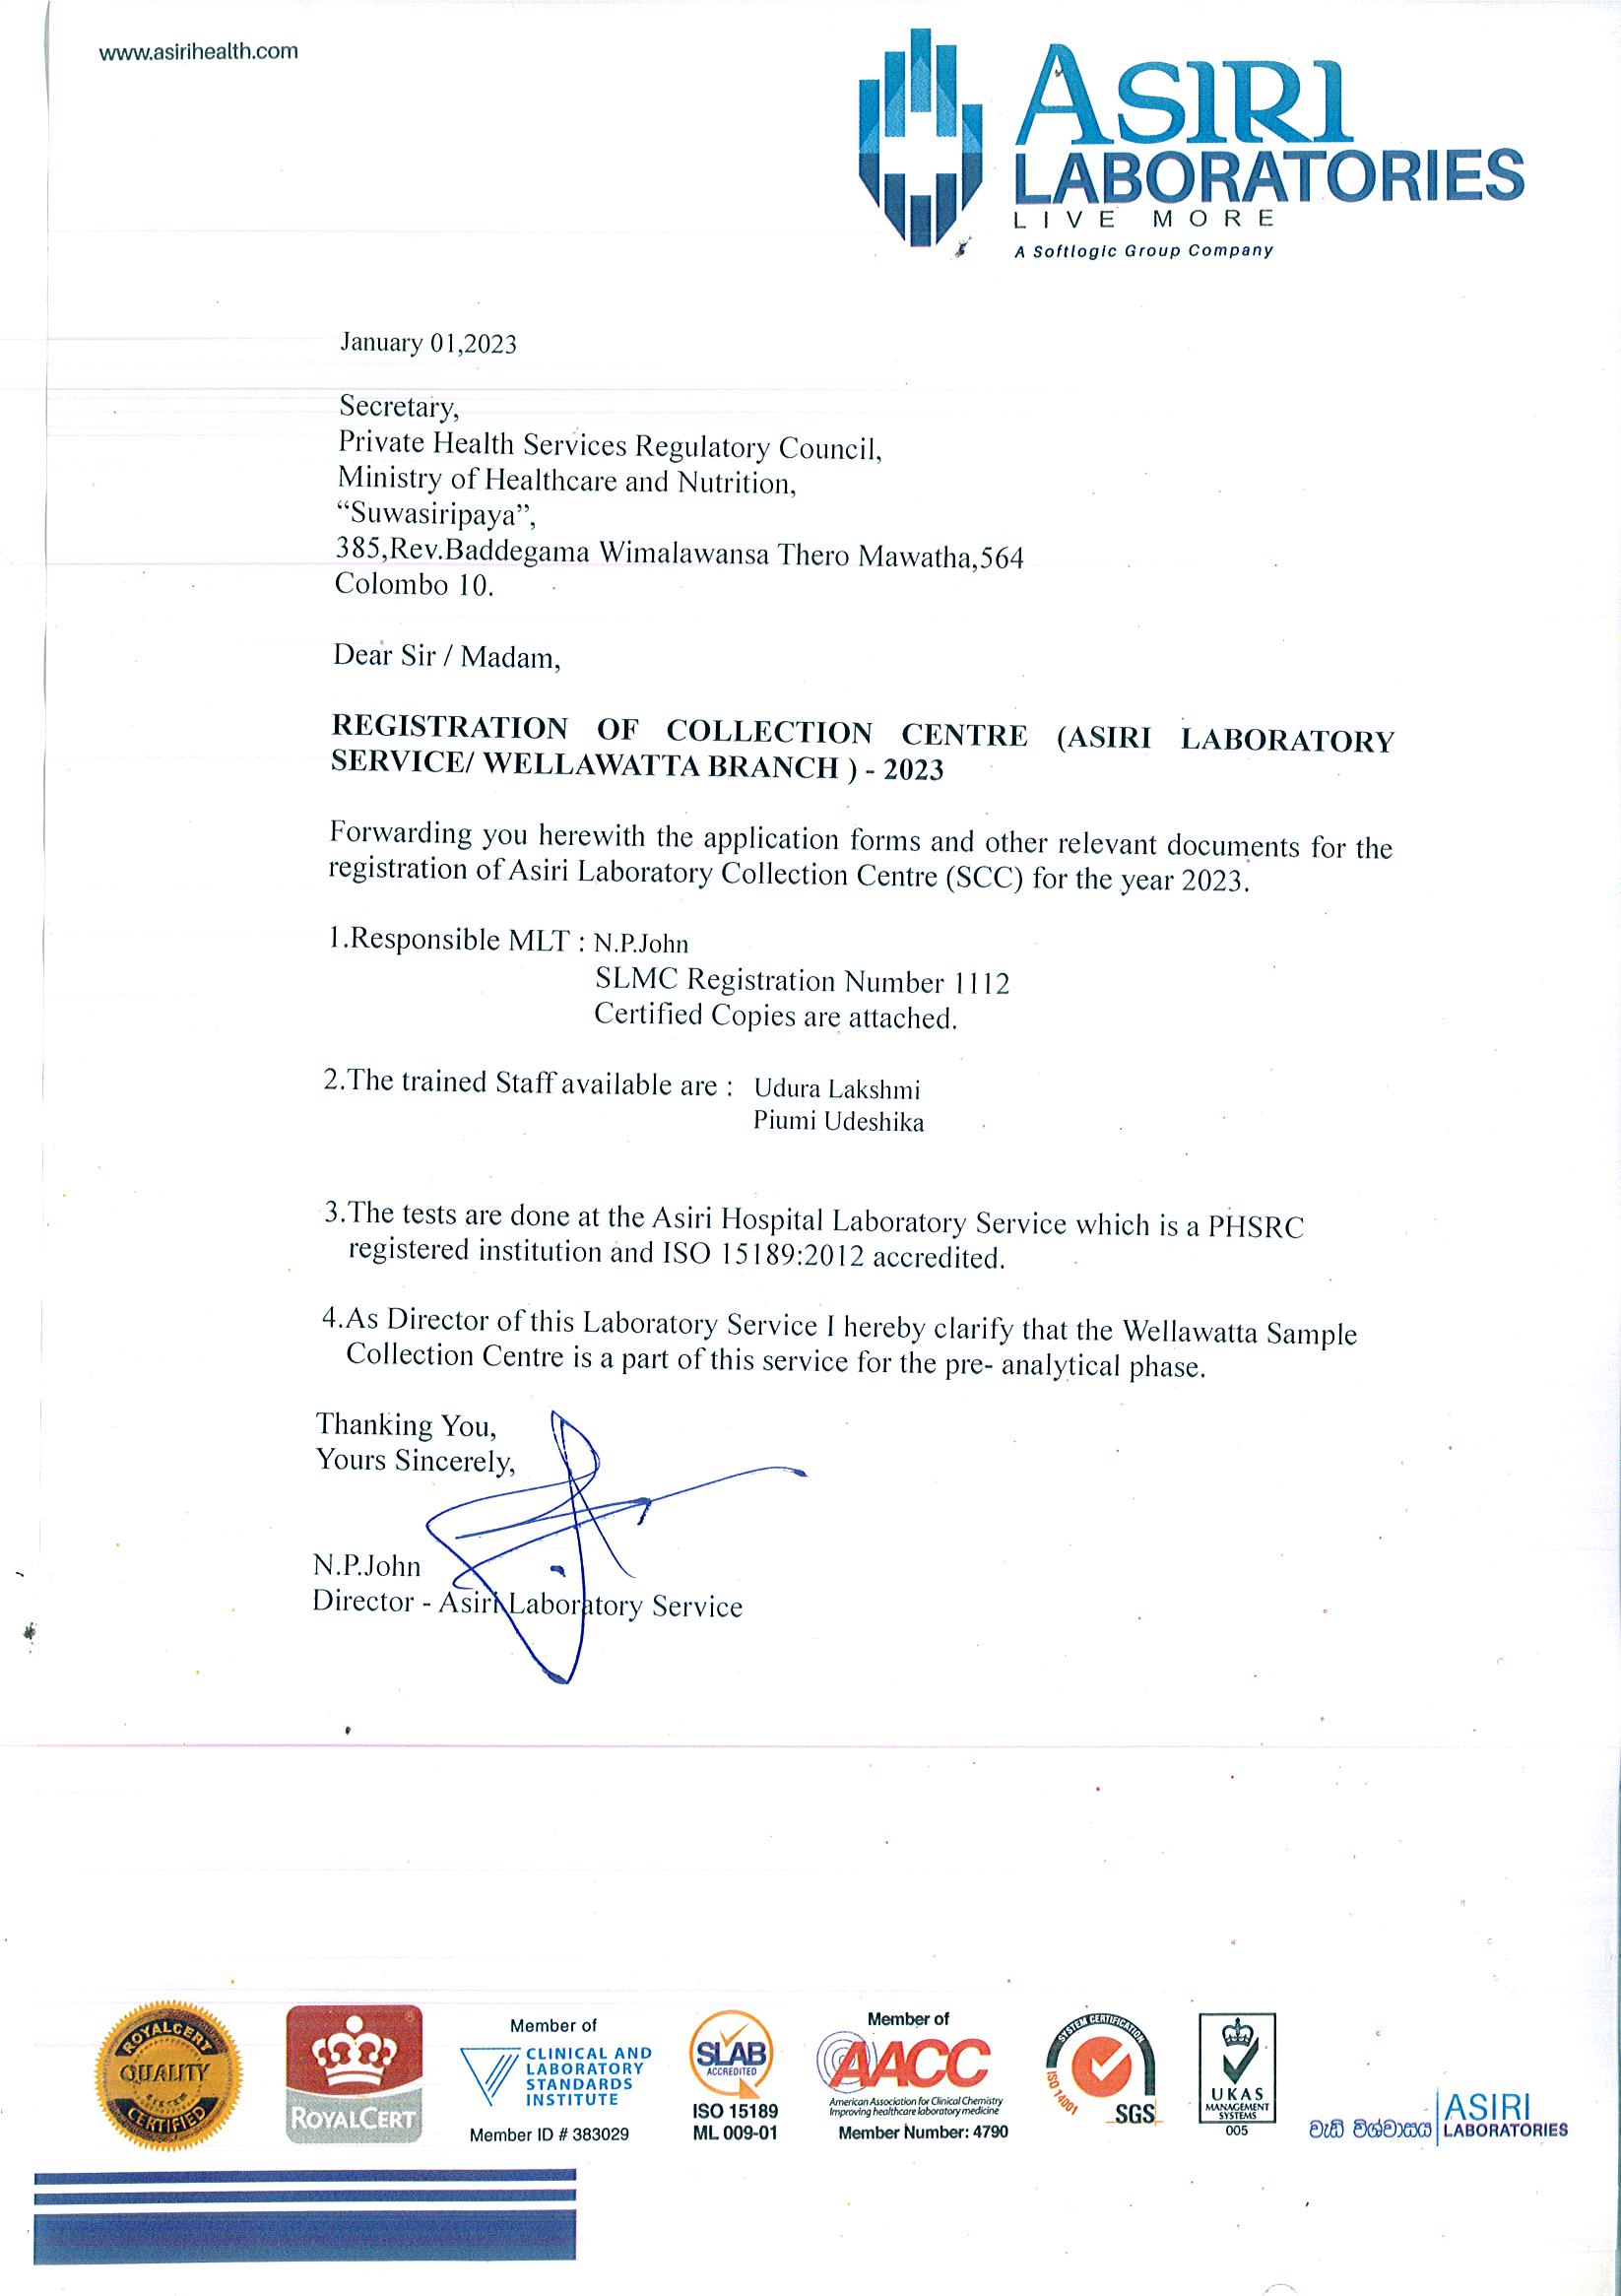 www.asirihealth.com
ASIRI
LABORATORIES
LIVE MORE
A Softlogic Group Company
January 01,2023
Secretary,
Private Health Services Regulatory Council,
Ministry of Healthcare and Nutrition,
“Suwasiripaya”,
385,Rev.Baddegama Wimalawansa Thero Mawatha,564
Colombo 10.
Dear Sir / Madam,
REGISTRATION OF COLLECTION CENTRE (ASIRI LABORATORY
SERVICE/ WELLAWATTA BRANCH ) - 2023
Forwarding you herewith the application forms and other relevant documents for the
registration of Asiri Laboratory Collection Centre (SCC) for the year 2023.
1.Responsible MLT : N.P.John
SLMC Registration Number 1112
Certified Copies are attached.
2.The trained Staff available are : Udura Lakshmi
Piumi Udeshika
3.The tests are done at the Asiri Hospital Laboratory Service which is a PHSRC
registered institution and ISO 15189:2012 accredited.
4.As Director of this Laboratory Service I hereby clarify that the Wellawatta Sample
Collection Centre is a part of this service for the pre- analytical phase.
Thanking You,
Yours Sincerely,
N.P.John
Director - Asiri Laboratory Service
ROYALCERT
QUALITY
SYSTEM
CERTIFIED
ROYALCERT
Member of
CLINICAL AND
LABORATORY
STANDARDS
INSTITUTE
Member ID # 383029
SLAB
ACCREDITED
ISO 15189
ML 009-01
Member of
AACC
American Association for Clinical Chemistry
Improving healthcare laboratory medicine
Member Number: 4790
SYSTEM CERTIFICATION
ISO 14001
SGS
UKAS
MANAGEMENT
SYSTEMS
005
වැඩි විශ්වාසය
ASIRI
LABORATORIES